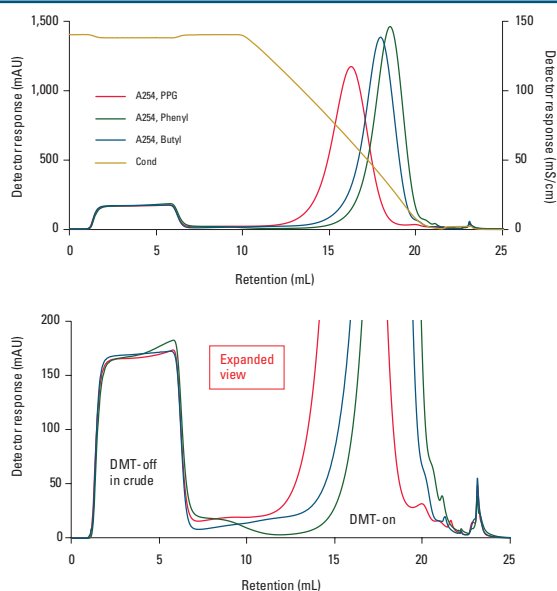 1,500
1,000
500
0
Detector response (mAU)
A254, PPG
A254, Phenyl
A254, Butyl
Cond
150
100
50
0
Detector response (mS/cm)
0 5 10 15 20 25
Retention (mL)
200
150
100
50
0
Detector response (mAU)
Expanded
view
DMT-off
in crude
DMT-on
0 5 10 15 20 25
Retention (mL)